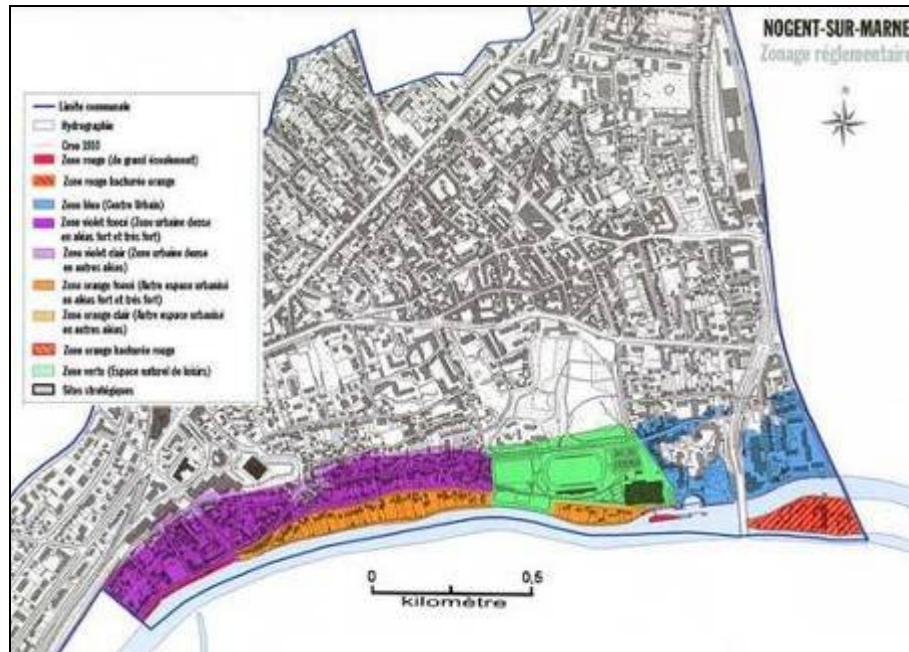 NOGENT-SUR-MARNE
Zonage réglementaire
N
Limite communale
Hydrographie
Crue 1910
Zone rouge (de grand écoulement)
Zone rouge hachurée orange
Zone bleu (Centre Urbain)
Zone violet foncé (Zone urbaine dense
en aléas fort et très fort)
Zone violet clair (Zone urbaine dense
en autres aléas)
Zone orange foncé (Autre espace urbanisé
en aléas fort et très fort)
Zone orange clair (Autre espace urbanisé
en autres aléas)
Zone orange hachurée rouge
Zone verte (Espace naturel de loisirs)
Sites stratégiques
0 0,5
kilomètre